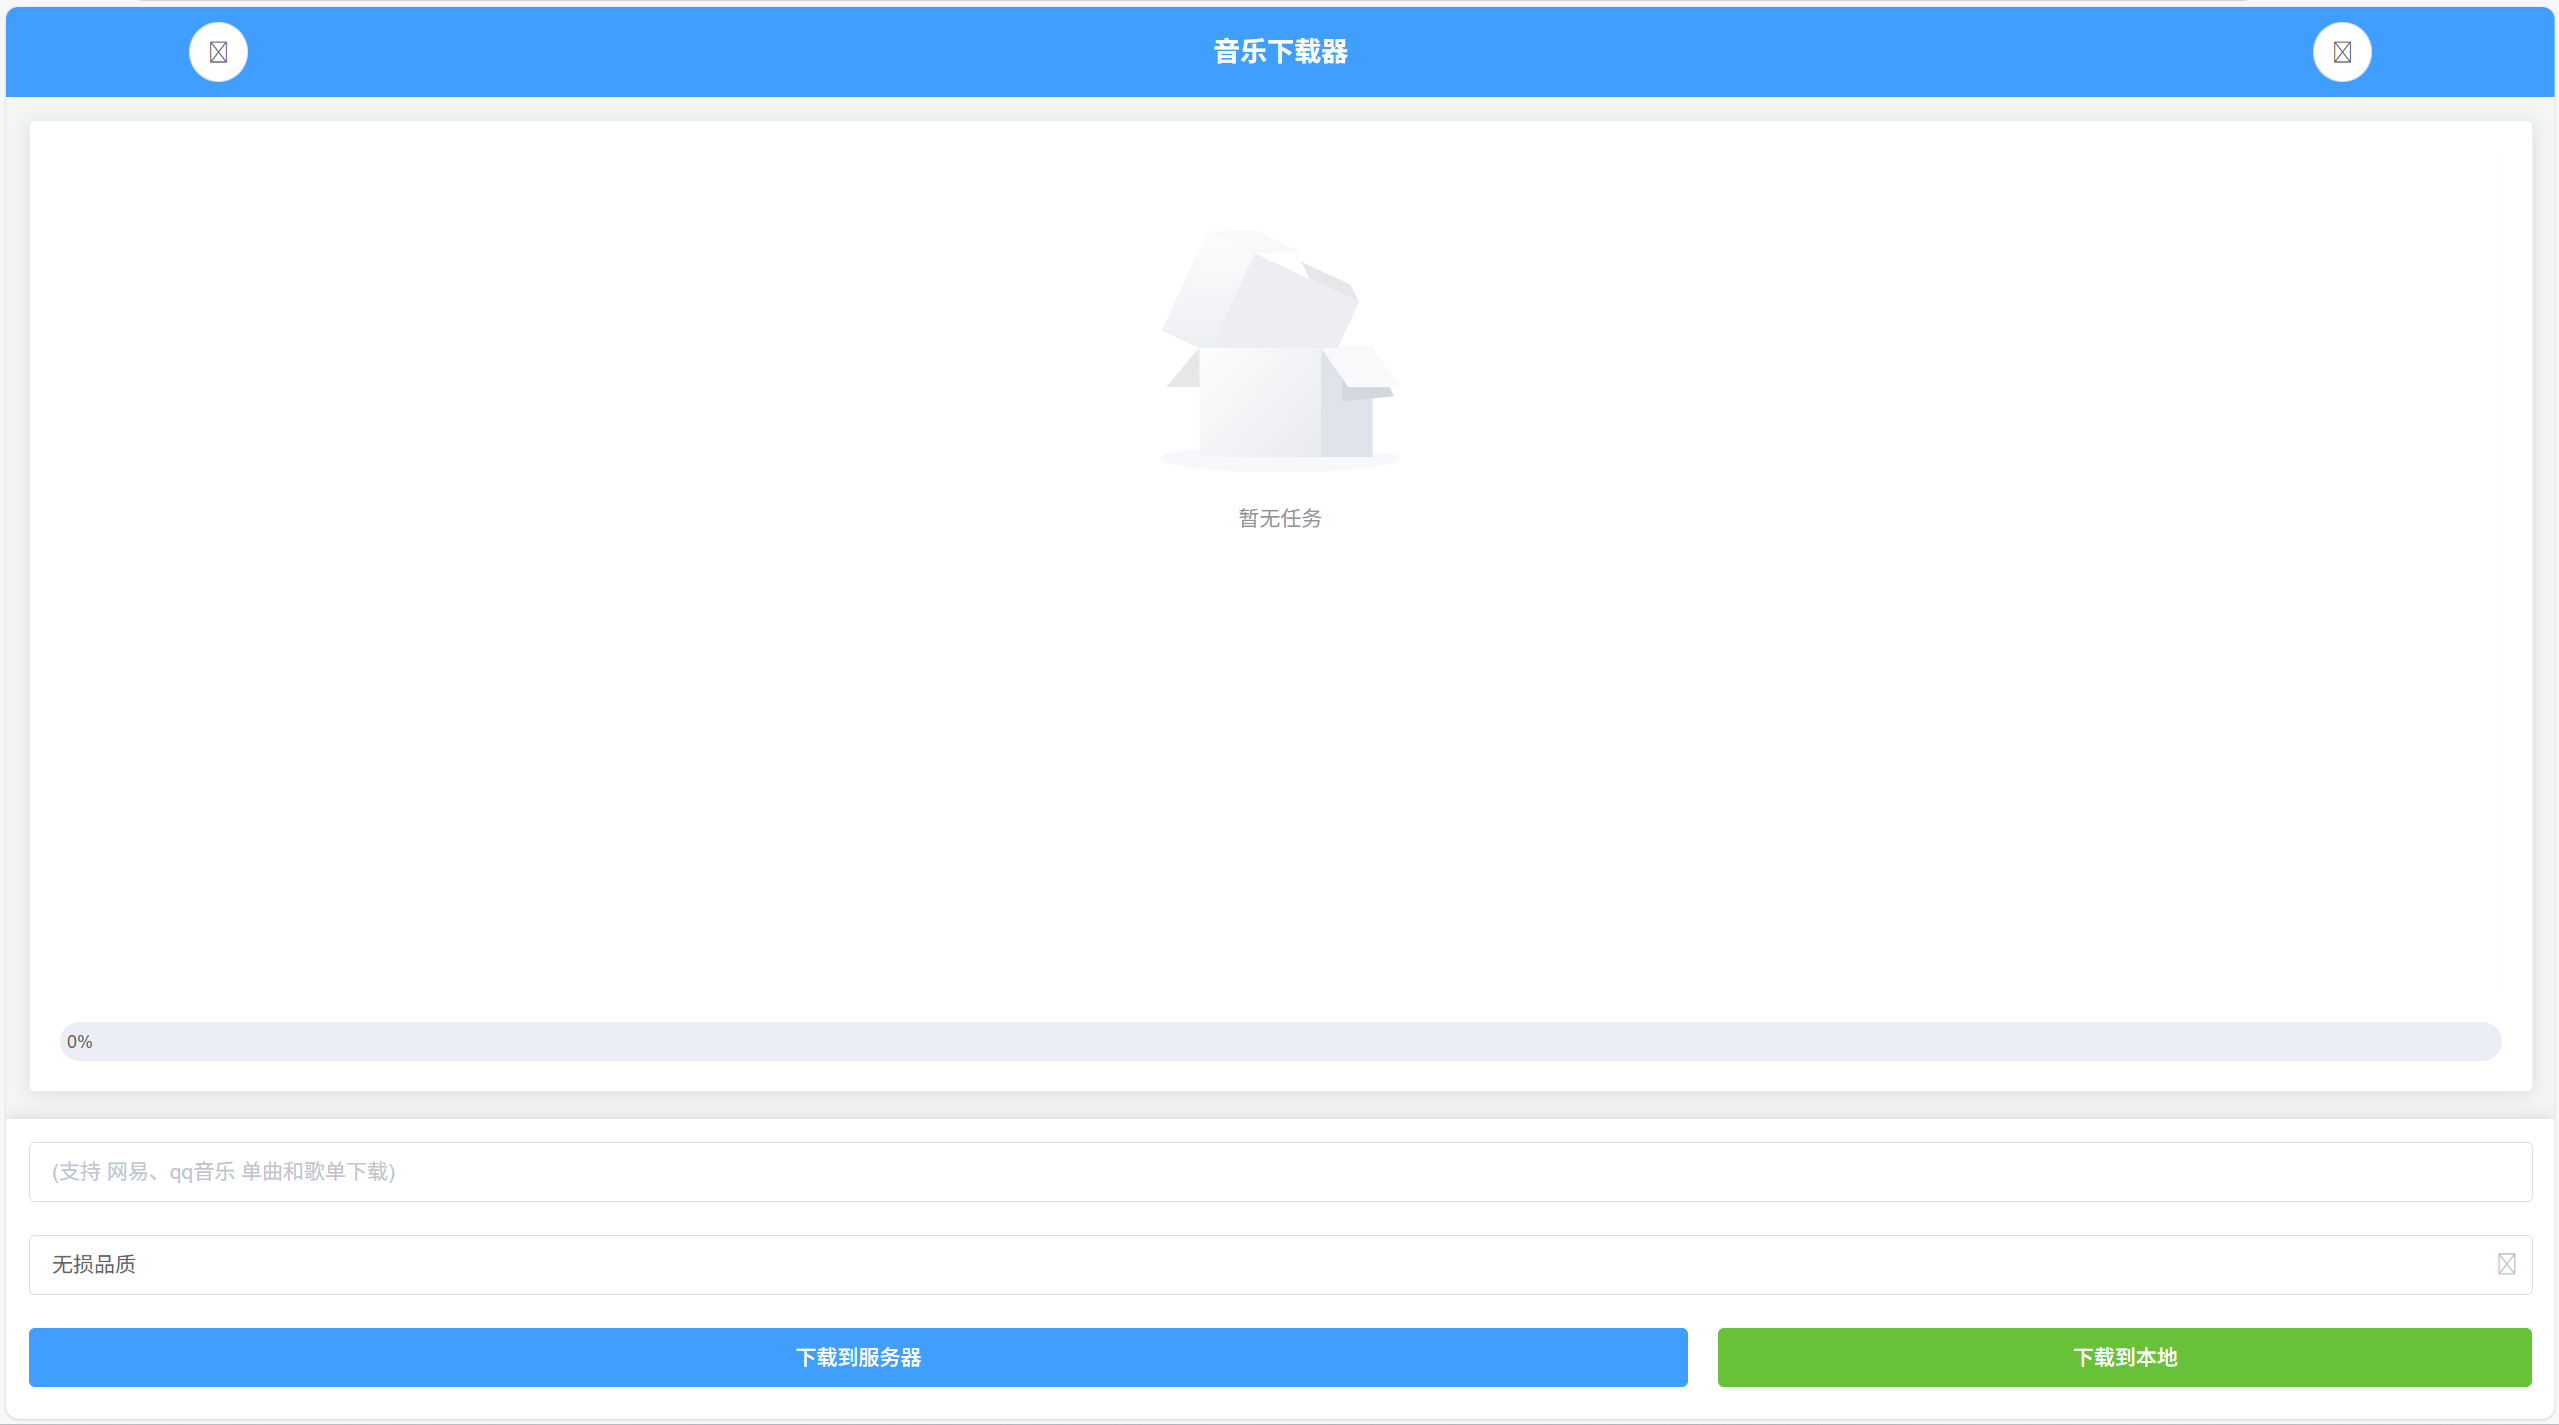 音乐下载器
暂无任务
0%
(支持 网易、qq音乐 单曲和歌单下载)
无损品质
下载到服务器
下载到本地